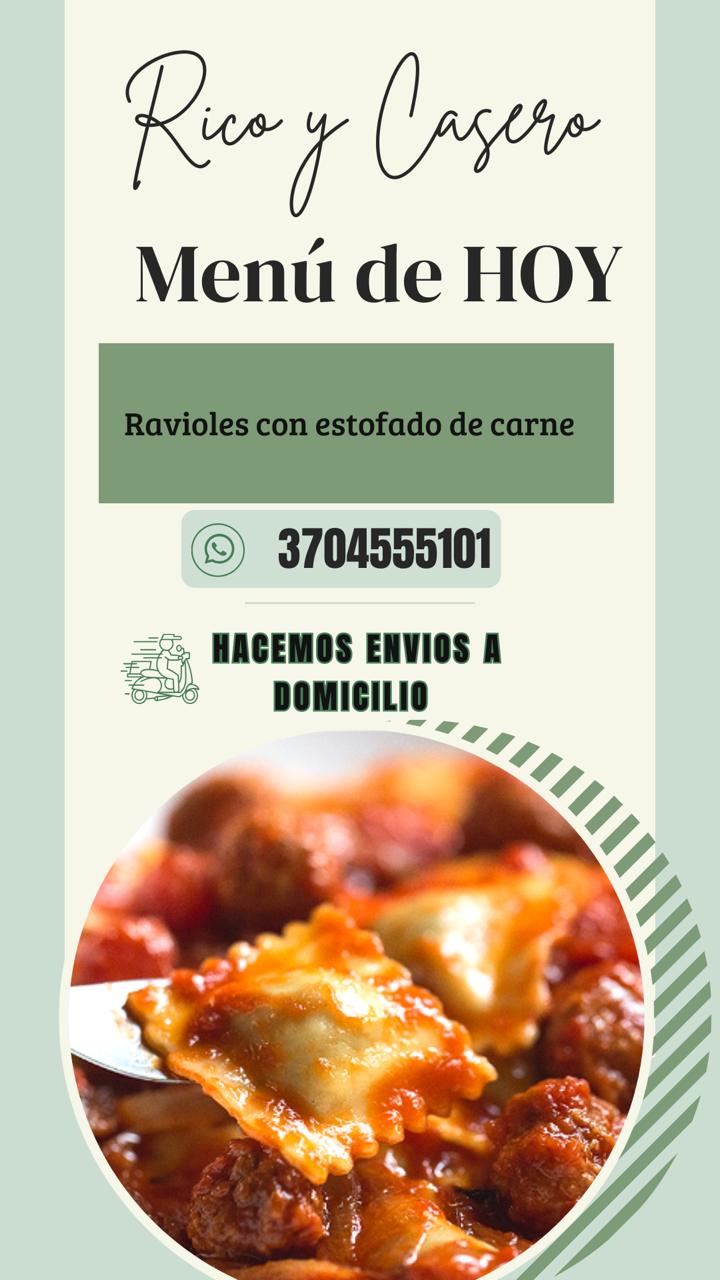 Rico y Casero
Menú de HOY
Ravioles con estofado de carne
3704555101
HACEMOS ENVIOS A
DOMICILIO